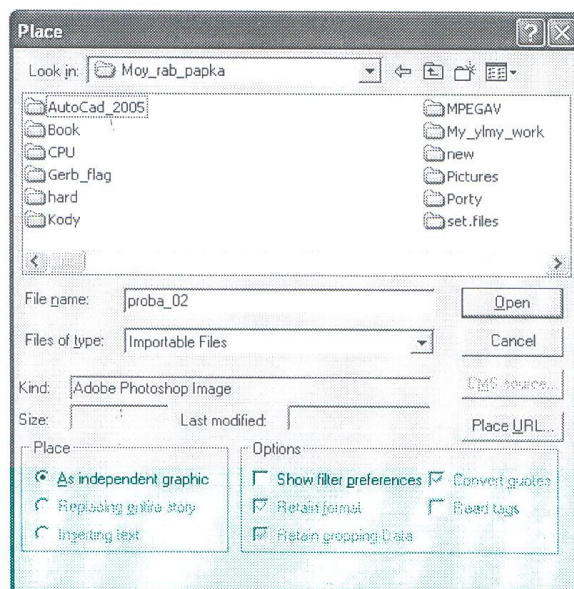 Place
Look in: Moy_rab_papka
AutoCad_2005
Book
CPU
Gerb_flag
hard
Kody
MPEGAV
My_ylmy_work
new
Pictures
Porty
set.files
File name: proba_02 Open
Files of type: Importable Files Cancel
Kind: Adobe Photoshop Image CMS source...
Size: Last modified: Place URL...
Place
As independent graphic
Replacing entire story
Inserting text
Options
Show filter preferences Convert quotes
Retain format Read tags
Retain cropping Data